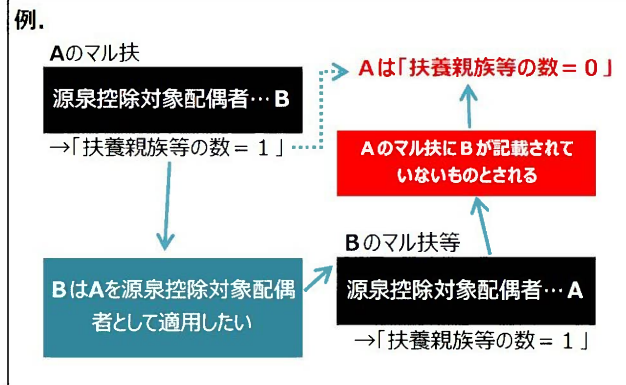 例.
Aのマル扶
源泉控除対象配偶者…B
→「扶養親族等の数=1」
Aは「扶養親族等の数=0」
Aのマル扶にBが記載されて
いないものとされる
BはAを源泉控除対象配偶
者として適用したい
Bのマル扶等
源泉控除対象配偶者…A
→「扶養親族等の数=1」